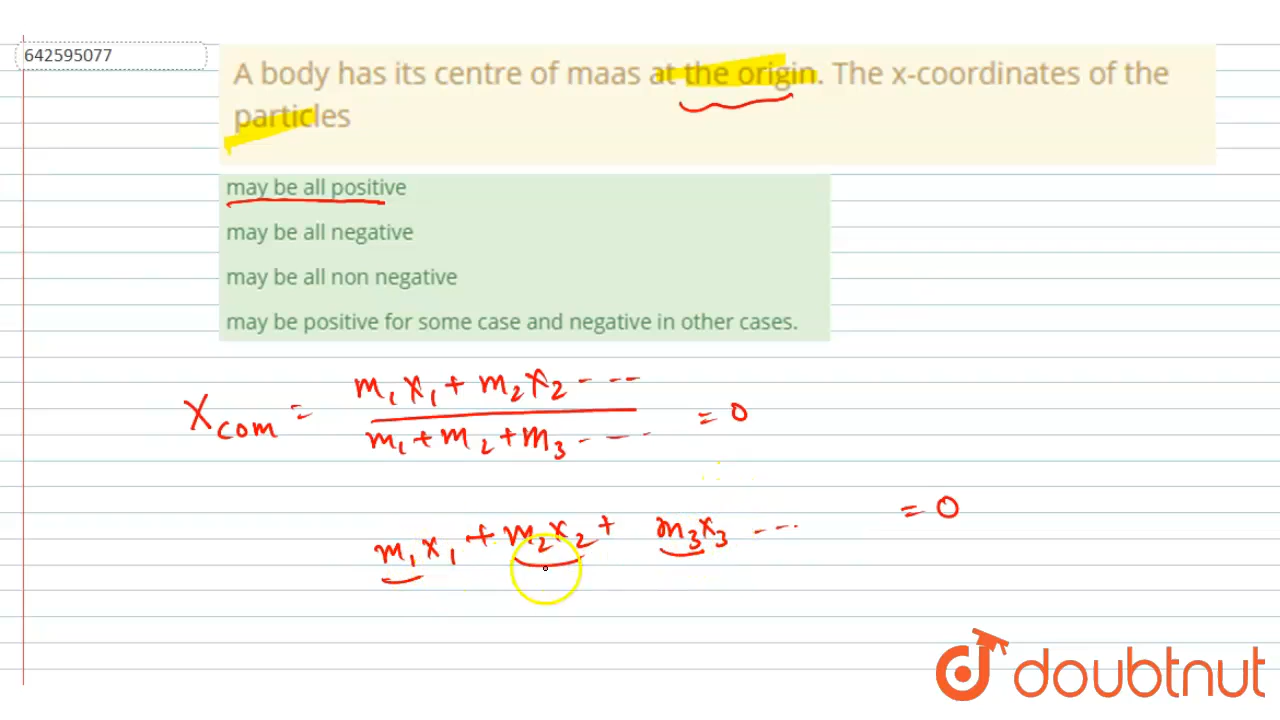 642595077
A body has its centre of maas at the origin. The x-coordinates of the
particles
may be all positive
may be all negative
may be all non negative
may be positive for some case and negative in other cases.
m₁x₁ + m₂x₂ - - -
X_COM = = 0
m₁ + m₂ + m₃ - - -
m₁x₁ + m₂x₂ + m₃x₃ - - - = 0
doubtnut